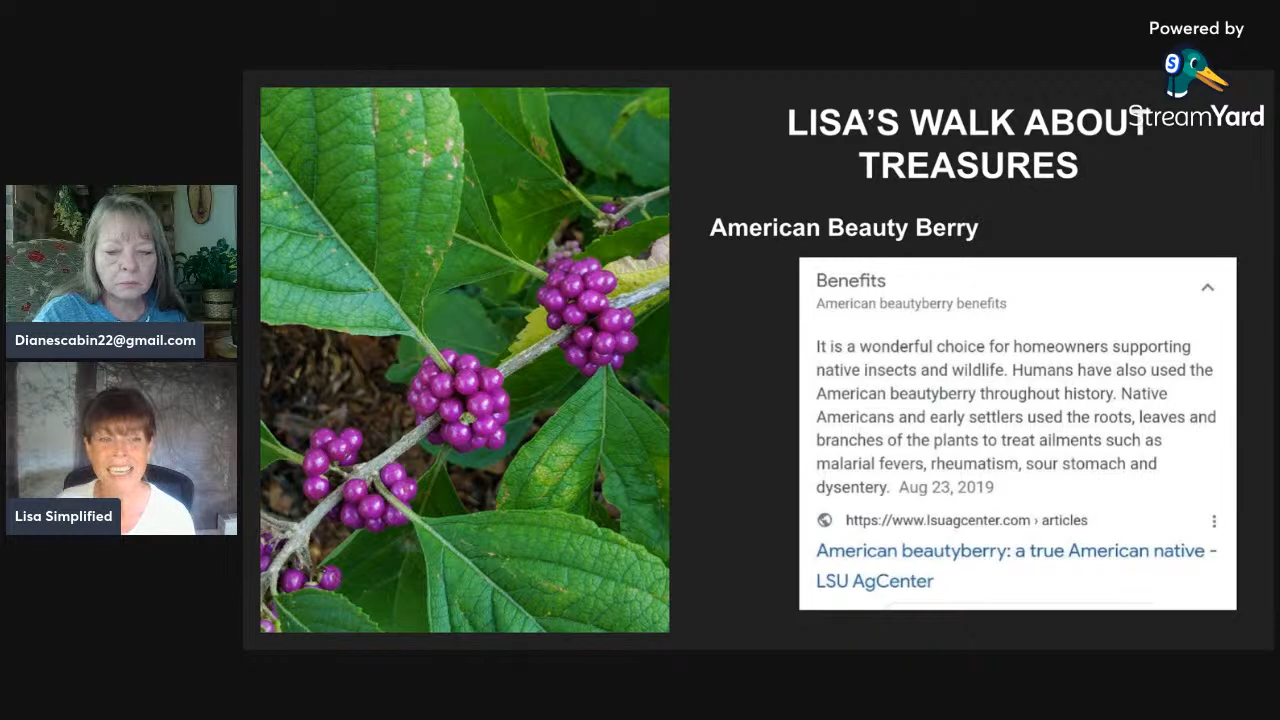 Powered by
StreamYard
LISA'S WALK ABOUT
TREASURES
American Beauty Berry
Benefits
American beautyberry benefits
It is a wonderful choice for homeowners supporting
native insects and wildlife. Humans have also used the
American beautyberry throughout history. Native
Americans and early settlers used the roots, leaves and
branches of the plants to treat ailments such as
malarial fevers, rheumatism, sour stomach and
dysentery. Aug 23, 2019
https://www.lsuagcenter.com › articles
American beautyberry: a true American native -
LSU AgCenter
Dianescabin22@gmail.com
Lisa Simplified